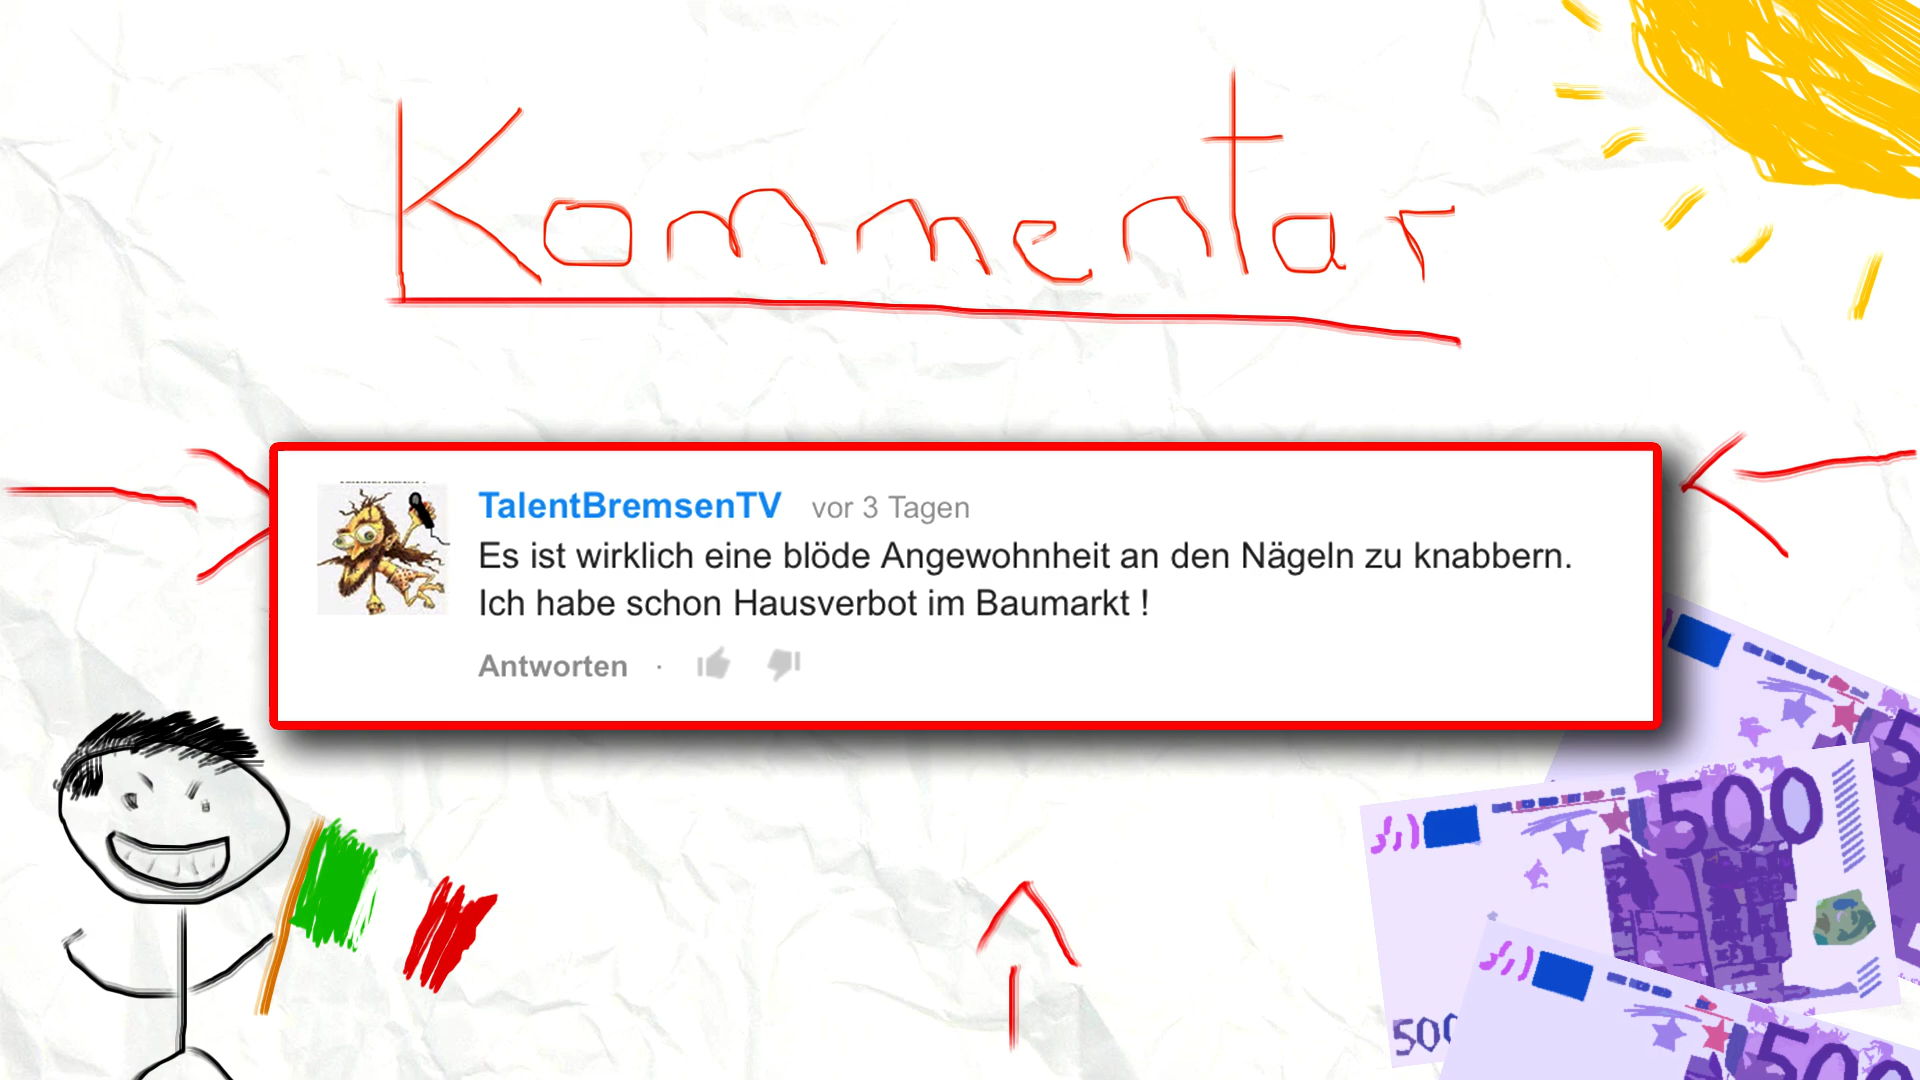 Kommentar
TalentBremsenTV vor 3 Tagen
Es ist wirklich eine blöde Angewohnheit an den Nägeln zu knabbern.
Ich habe schon Hausverbot im Baumarkt !
Antworten ·
500
500
500